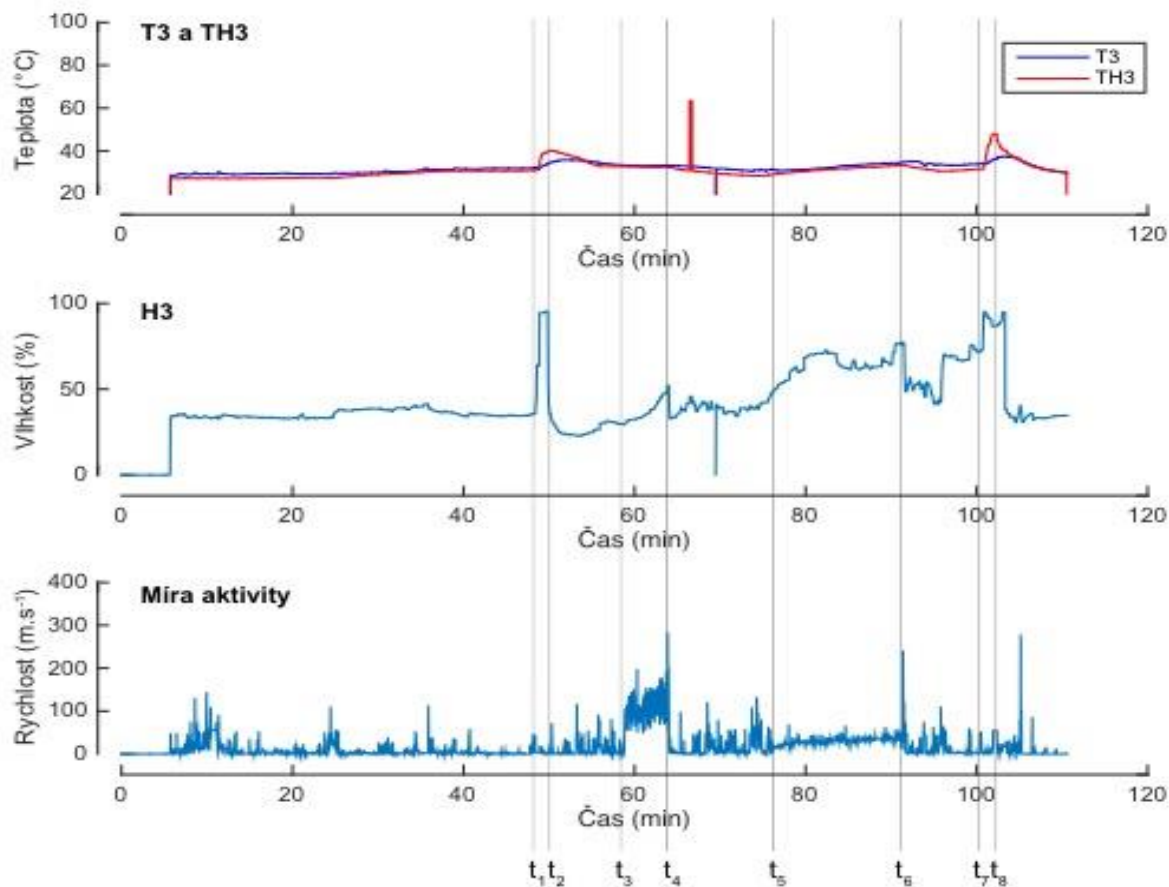 T3 a TH3
Teplota (°C)
100
80
60
40
20
T3
TH3
0 20 40 60 80 100 120
Čas (min)
H3
Vlhkost (%)
100
50
0
0 20 40 60 80 100 120
Čas (min)
Míra aktivity
Rychlost (m.s⁻¹)
400
300
200
100
0
0 20 40 60 80 100 120
Čas (min)
t₁ t₂ t₃ t₄ t₅ t₆ t₇ t₈